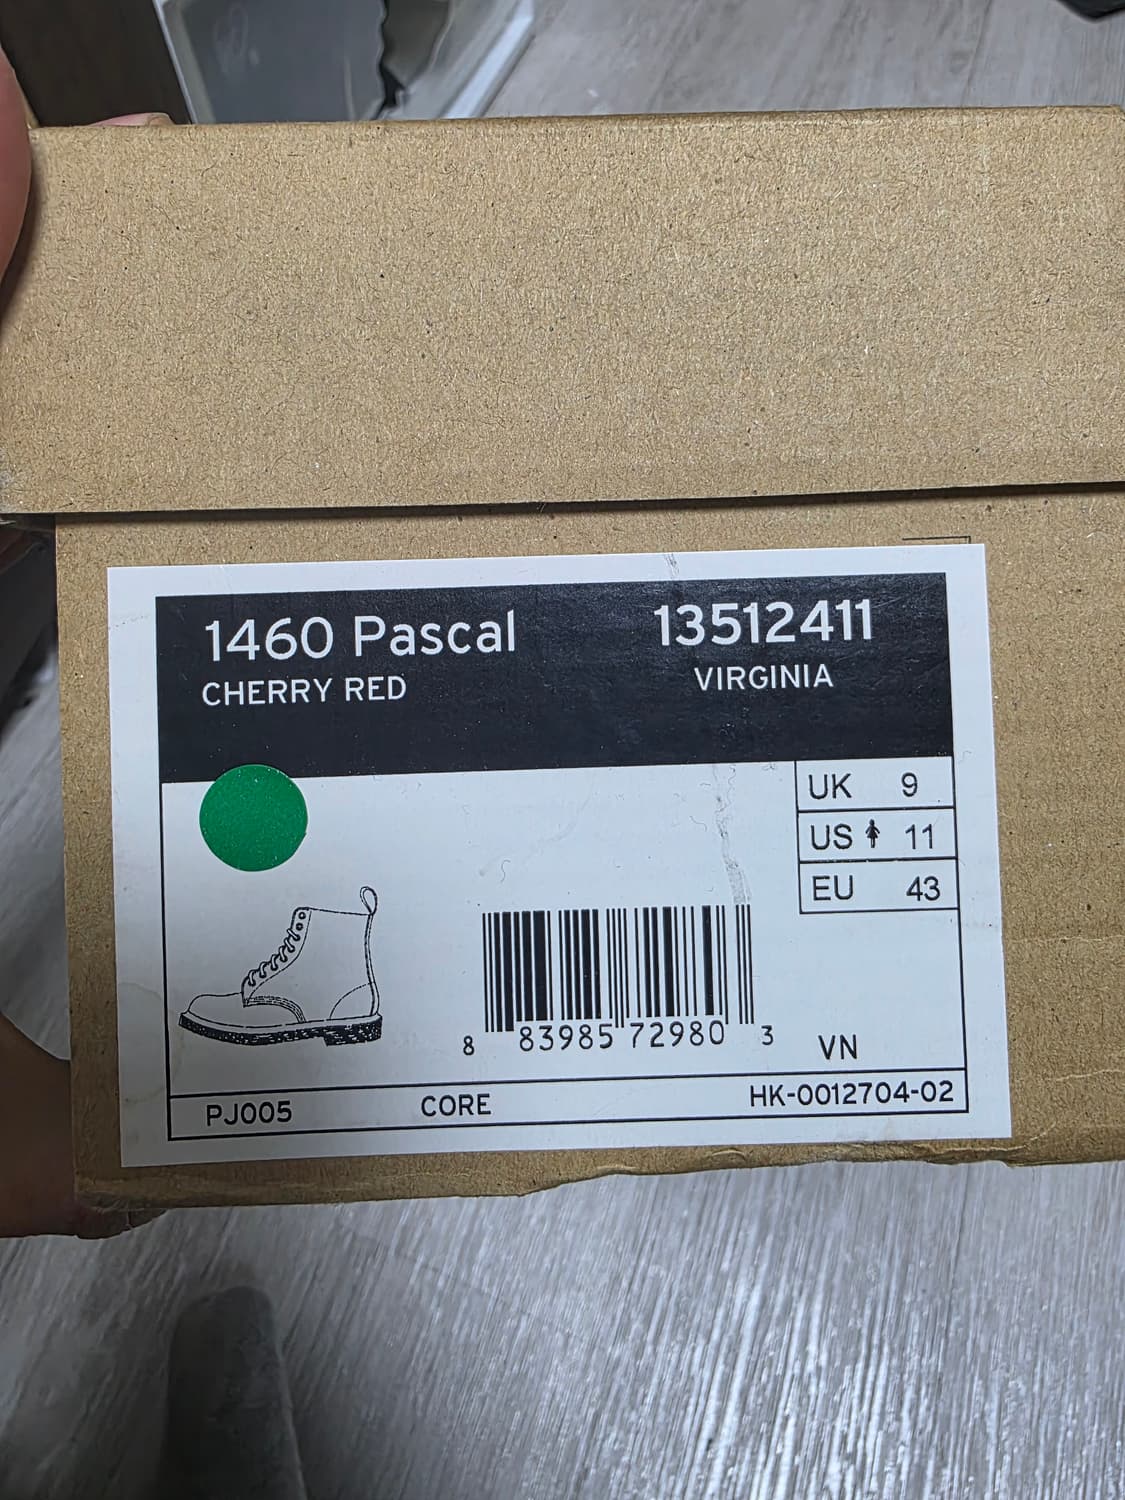 1460 Pascal 13512411
CHERRY RED VIRGINIA
UK 9
US 11
EU 43
8 83985 72980 3
VN
PJ005 CORE HK-0012704-02